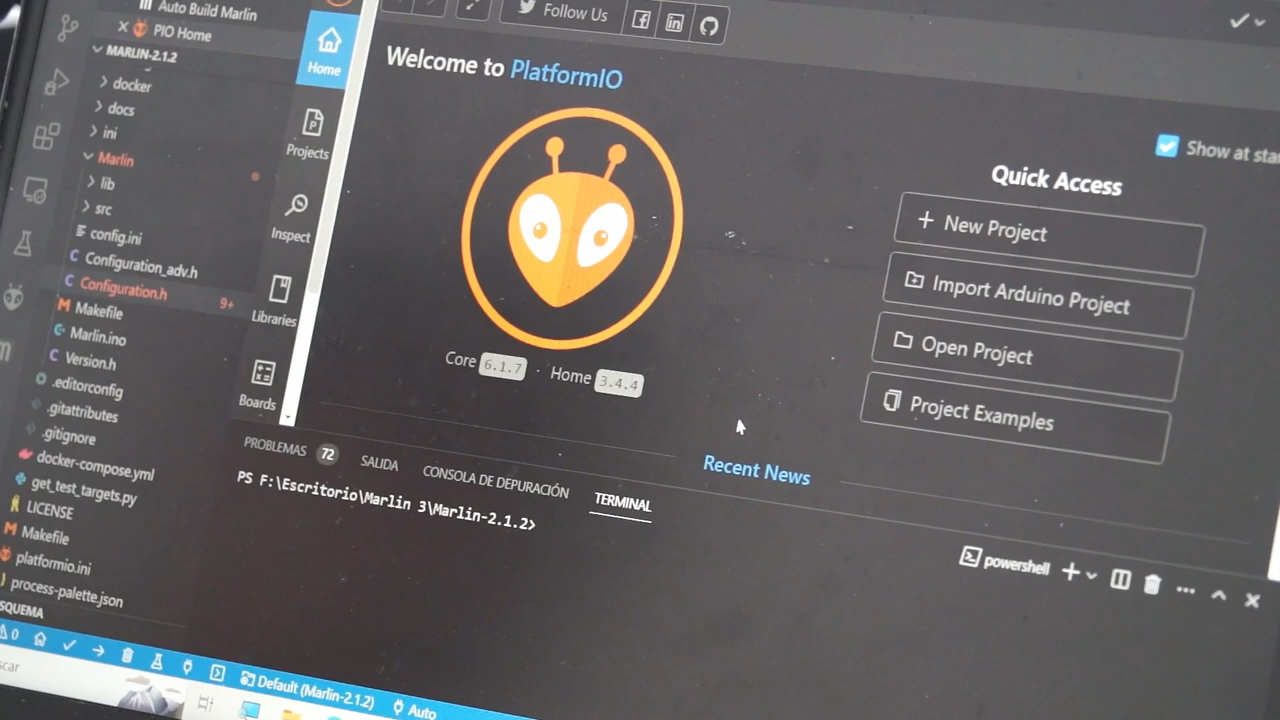 Auto Build Marlin
PIO Home
MARLIN-2.1.2
docker
docs
ini
Marlin
lib
src
config.ini
Configuration_adv.h
Configuration.h 9+
Makefile
Marlin.ino
Version.h
.editorconfig
.gitattributes
.gitignore
docker-compose.yml
get_test_targets.py
LICENSE
Makefile
platformio.ini
process-palette.json
SQUEMA
Home
Projects
Inspect
Libraries
Boards
Follow Us
Welcome to PlatformIO
Core 6.1.7 · Home 3.4.4
Show at star
Quick Access
+ New Project
Import Arduino Project
Open Project
Project Examples
Recent News
PROBLEMAS 72 SALIDA CONSOLA DE DEPURACIÓN TERMINAL
PS F:\Escritorio\Marlin 3\Marlin-2.1.2>
powershell
0
Default (Marlin-2.1.2)
Auto
scar